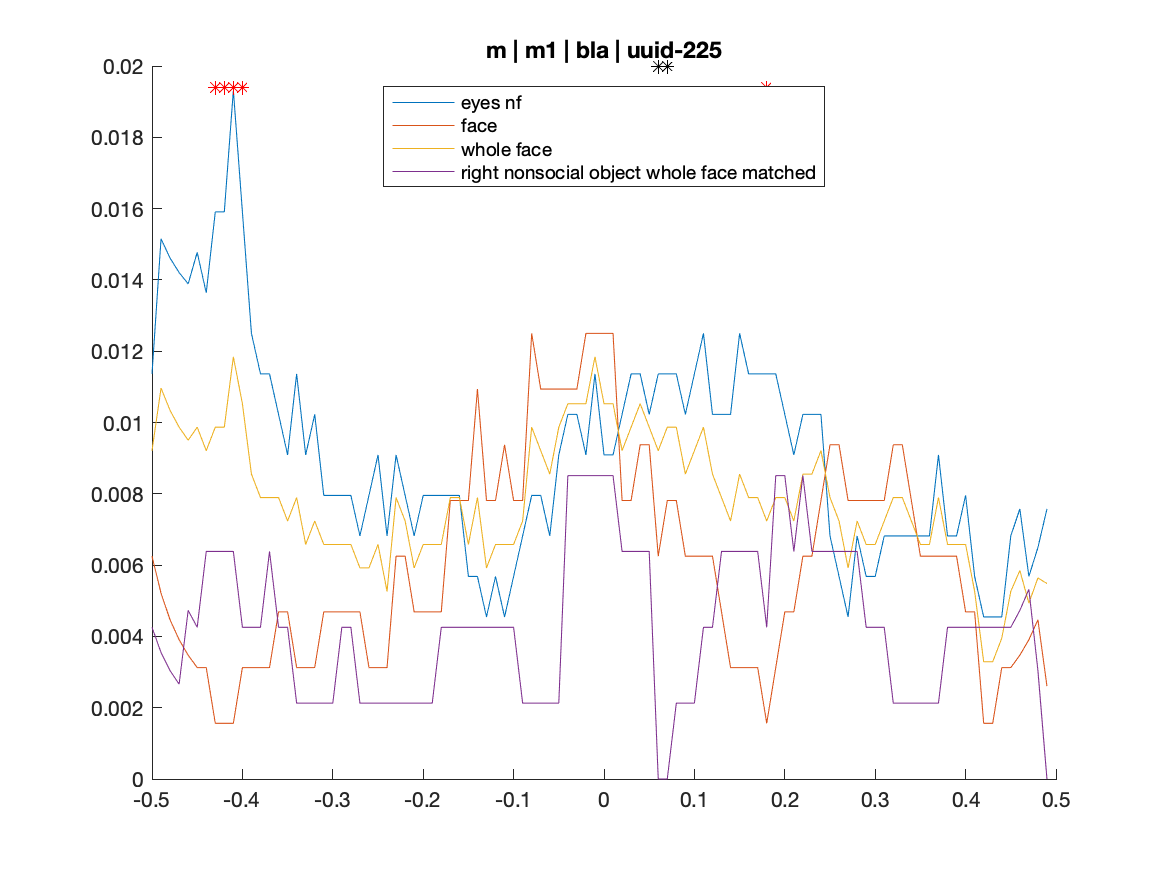 m | m1 | bla | uuid-225
0.02
0.018
0.016
0.014
0.012
0.01
0.008
0.006
0.004
0.002
0
eyes nf
face
whole face
right nonsocial object whole face matched
-0.5 -0.4 -0.3 -0.2 -0.1 0 0.1 0.2 0.3 0.4 0.5